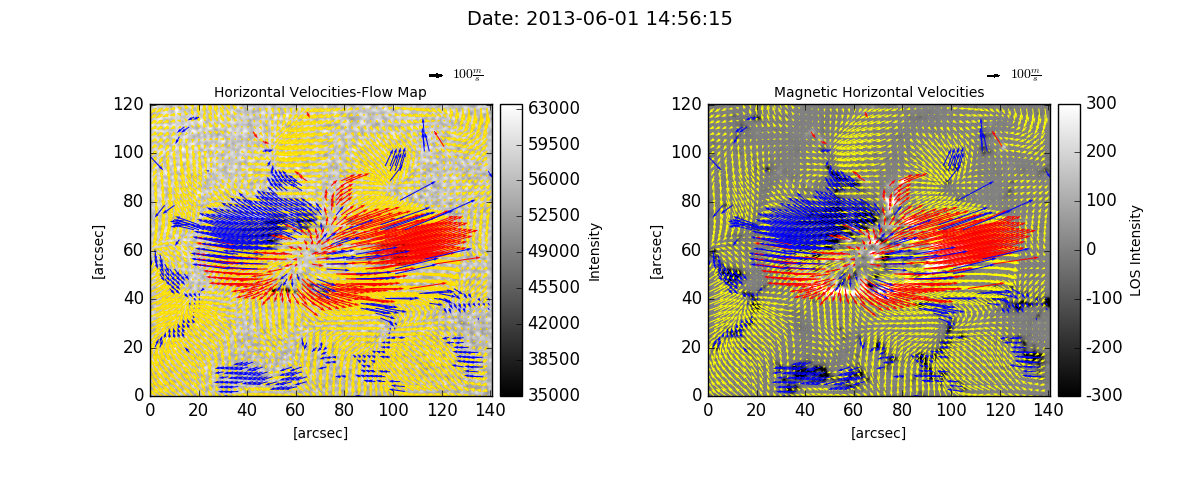 Date: 2013-06-01 14:56:15
100 m/s
100 m/s
Horizontal Velocities-Flow Map
Magnetic Horizontal Velocities
120
100
80
60
40
20
0
[arcsec]
0 20 40 60 80 100 120 140
[arcsec]
63000
59500
56000
52500
49000
45500
42000
38500
35000
Intensity
120
100
80
60
40
20
0
[arcsec]
0 20 40 60 80 100 120 140
[arcsec]
300
200
100
0
-100
-200
-300
LOS Intensity